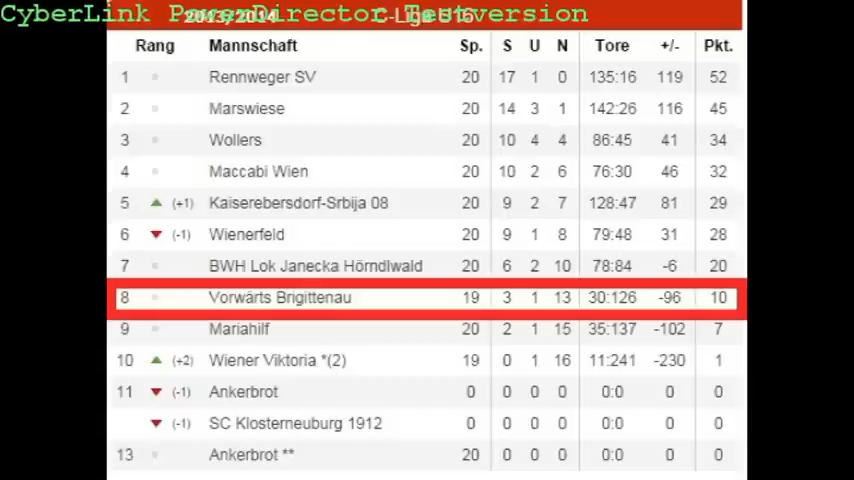 CyberLink PowerDirector Testversion
2013/2014 C-Liga U16
Rang Mannschaft Sp. S U N Tore +/- Pkt.
1 Rennweger SV 20 17 1 0 135:16 119 52
2 Marswiese 20 14 3 1 142:26 116 45
3 Wollers 20 10 4 4 86:45 41 34
4 Maccabi Wien 20 10 2 6 76:30 46 32
5 (+1) Kaiserebersdorf-Srbija 08 20 9 2 7 128:47 81 29
6 (-1) Wienerfeld 20 9 1 8 79:48 31 28
7 BWH Lok Janecka Hörndlwald 20 6 2 10 78:84 -6 20
8 Vorwärts Brigittenau 19 3 1 13 30:126 -96 10
9 Mariahilf 20 2 1 15 35:137 -102 7
10 (+2) Wiener Viktoria *(2) 19 0 1 16 11:241 -230 1
11 (-1) Ankerbrot 0 0 0 0 0:0 0 0
(-1) SC Klosterneuburg 1912 0 0 0 0 0:0 0 0
13 Ankerbrot ** 20 0 0 0 0:0 0 0